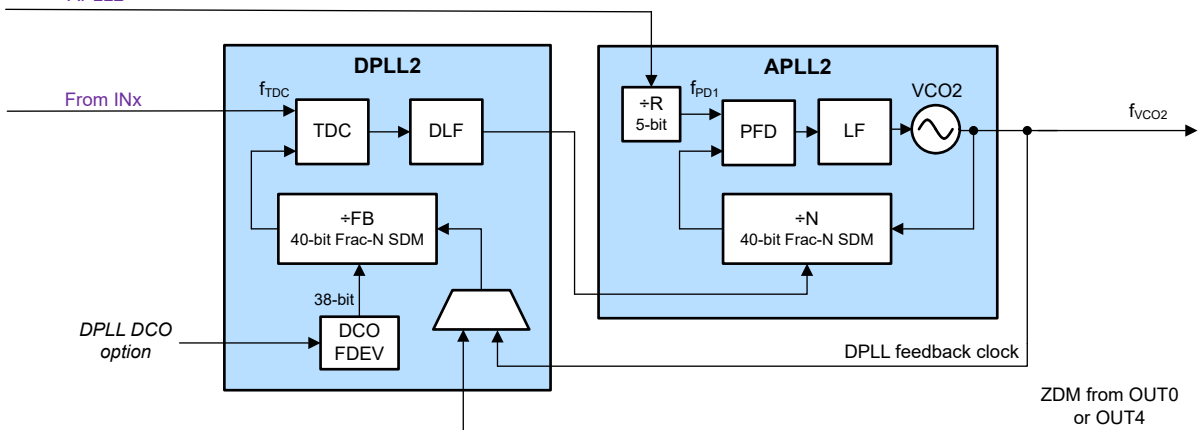 DPLL2
APLL2
From INx
fTDC
TDC
DLF
÷R
5-bit
fPD1
PFD
LF
VCO2
fVCO2
÷FB
40-bit Frac-N SDM
÷N
40-bit Frac-N SDM
38-bit
DPLL DCO
option
DCO
FDEV
DPLL feedback clock
ZDM from OUT0
or OUT4